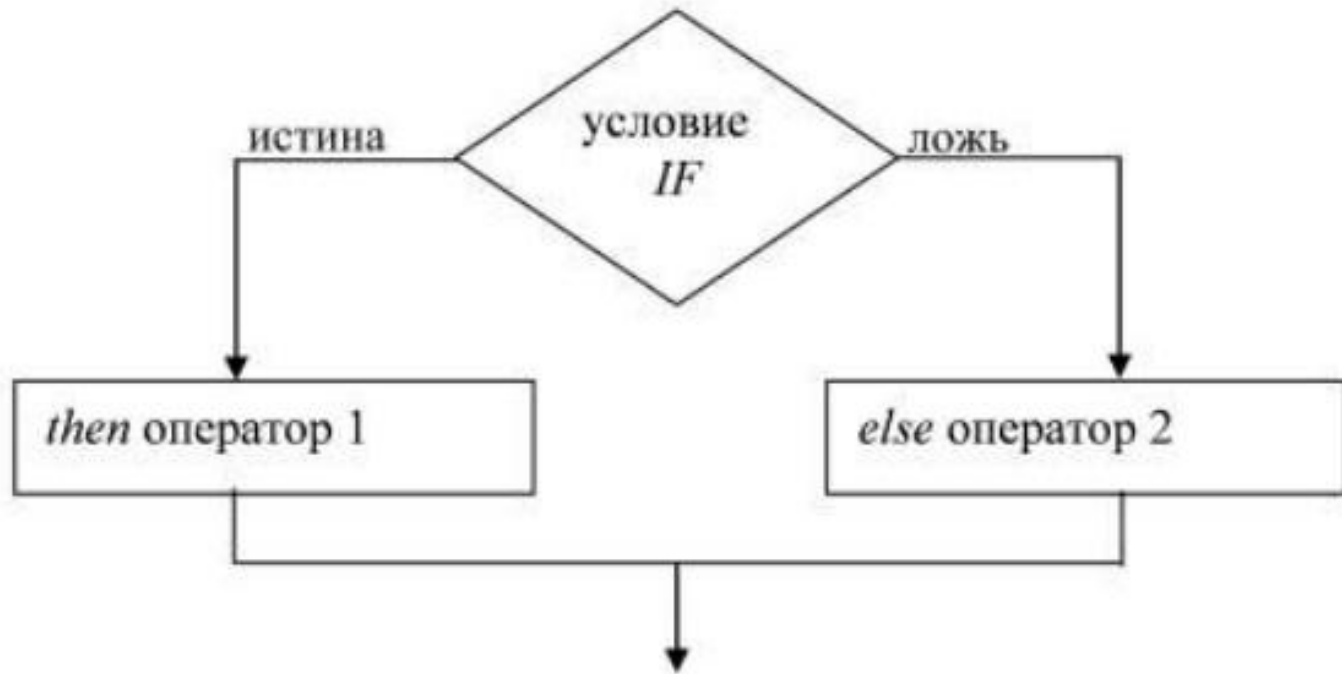 условие
IF
истина
ложь
then оператор 1
else оператор 2